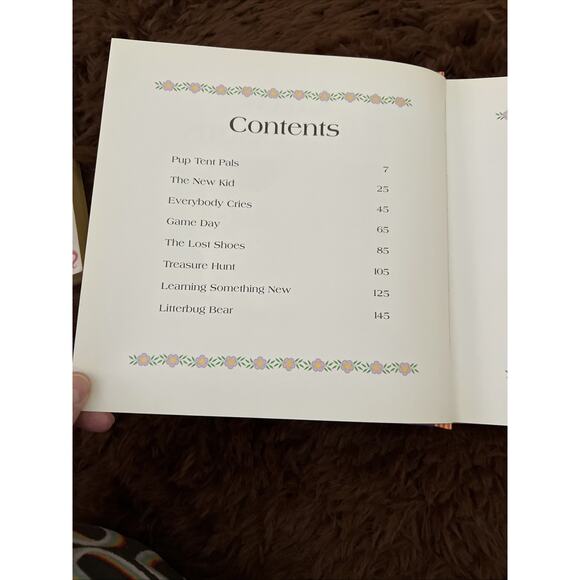 Contents
Pup Tent Pals 7
The New Kid 25
Everybody Cries 45
Game Day 65
The Lost Shoes 85
Treasure Hunt 105
Learning Something New 125
Litterbug Bear 145